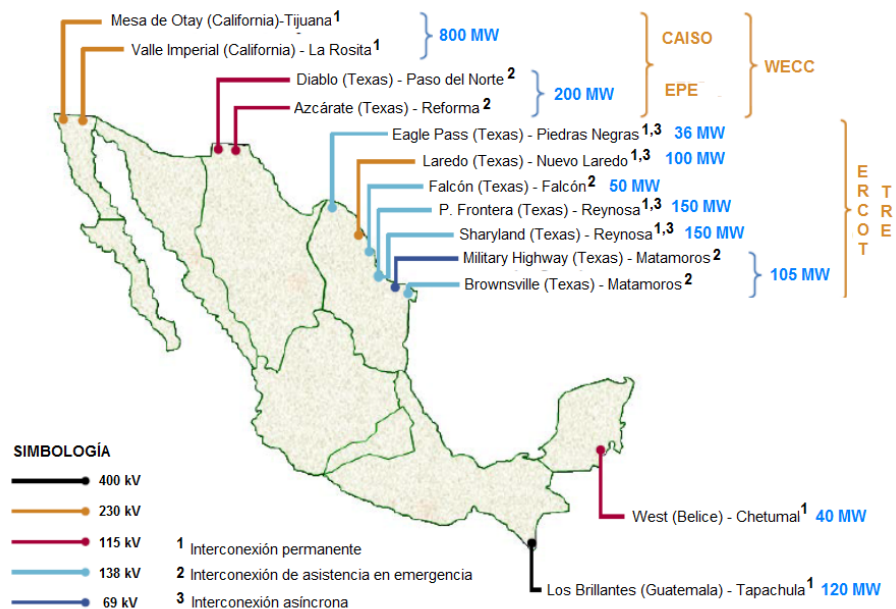 Mesa de Otay (California)-Tijuana 1
800 MW
Valle Imperial (California) - La Rosita 1
CAISO
WECC
EPE
Diablo (Texas) - Paso del Norte 2
200 MW
Azcárate (Texas) - Reforma 2
Eagle Pass (Texas) - Piedras Negras 1,3 36 MW
Laredo (Texas) - Nuevo Laredo 1,3 100 MW
Falcón (Texas) - Falcón 2 50 MW
P. Frontera (Texas) - Reynosa 1,3 150 MW
Sharyland (Texas) - Reynosa 1,3 150 MW
Military Highway (Texas) - Matamoros 2
105 MW
Brownsville (Texas) - Matamoros 2
ERCOT
TRE
West (Belice) - Chetumal 1 40 MW
Los Brillantes (Guatemala) - Tapachula 1 120 MW
SIMBOLOGÍA
400 kV
230 kV
115 kV
138 kV
69 kV
1 Interconexión permanente
2 Interconexión de asistencia en emergencia
3 Interconexión asíncrona